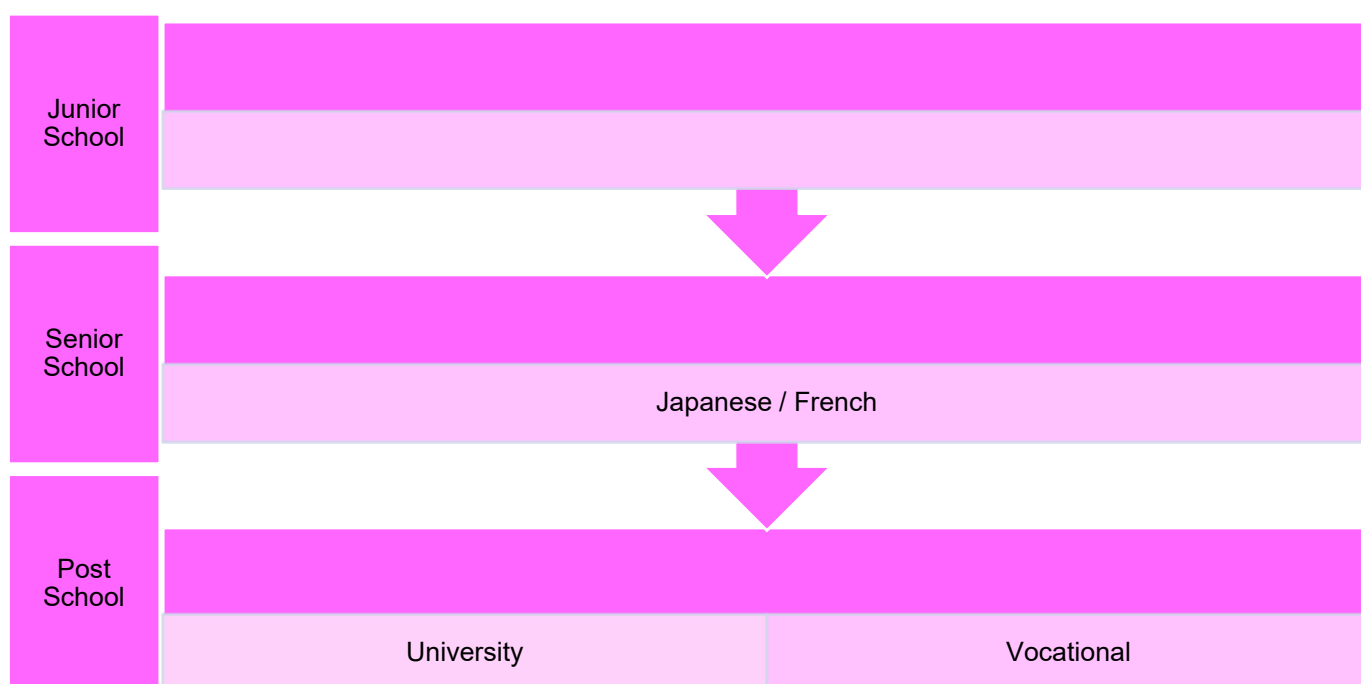 Junior
School
Senior
School
Japanese / French
Post
School
University
Vocational